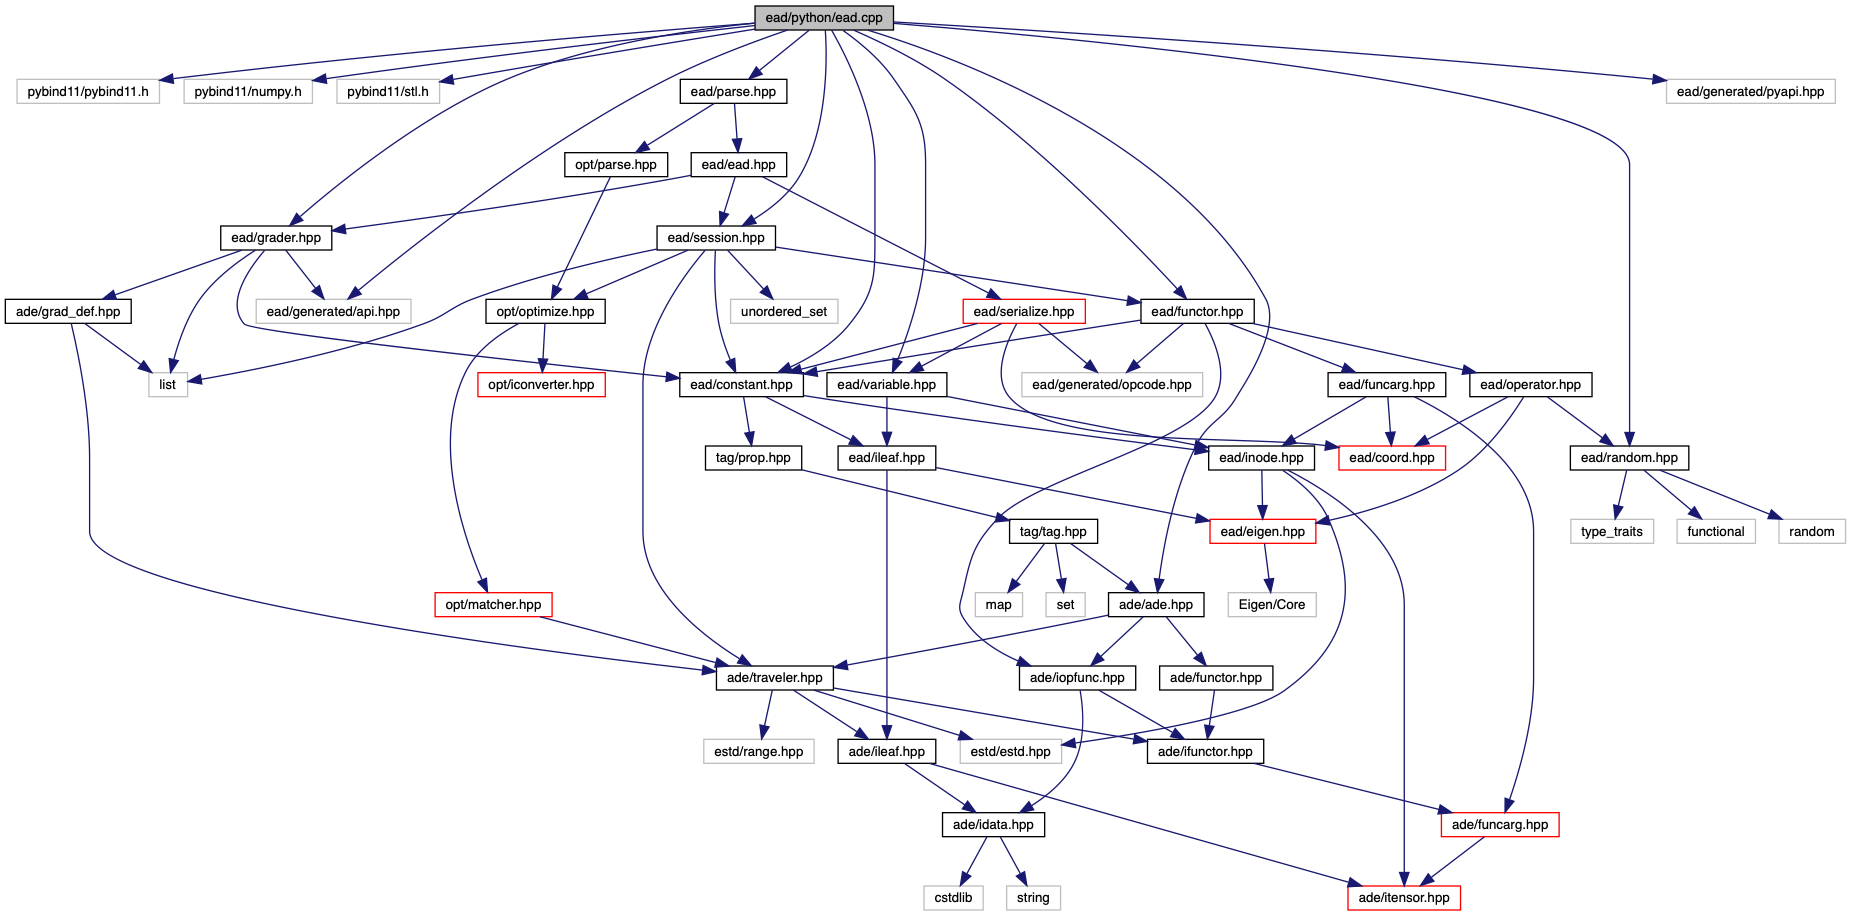 ead/python/ead.cpp
pybind11/pybind11.h
pybind11/numpy.h
pybind11/stl.h
ead/parse.hpp
ead/generated/pyapi.hpp
opt/parse.hpp
ead/ead.hpp
ead/grader.hpp
ead/session.hpp
ade/grad_def.hpp
ead/generated/api.hpp
opt/optimize.hpp
unordered_set
ead/serialize.hpp
ead/functor.hpp
list
opt/iconverter.hpp
ead/constant.hpp
ead/variable.hpp
ead/generated/opcode.hpp
ead/funcarg.hpp
ead/operator.hpp
tag/prop.hpp
ead/ileaf.hpp
ead/inode.hpp
ead/coord.hpp
ead/random.hpp
tag/tag.hpp
ead/eigen.hpp
type_traits
functional
random
opt/matcher.hpp
map
set
ade/ade.hpp
Eigen/Core
ade/traveler.hpp
ade/iopfunc.hpp
ade/functor.hpp
estd/range.hpp
ade/ileaf.hpp
estd/estd.hpp
ade/ifunctor.hpp
ade/idata.hpp
ade/funcarg.hpp
cstdlib
string
ade/itensor.hpp